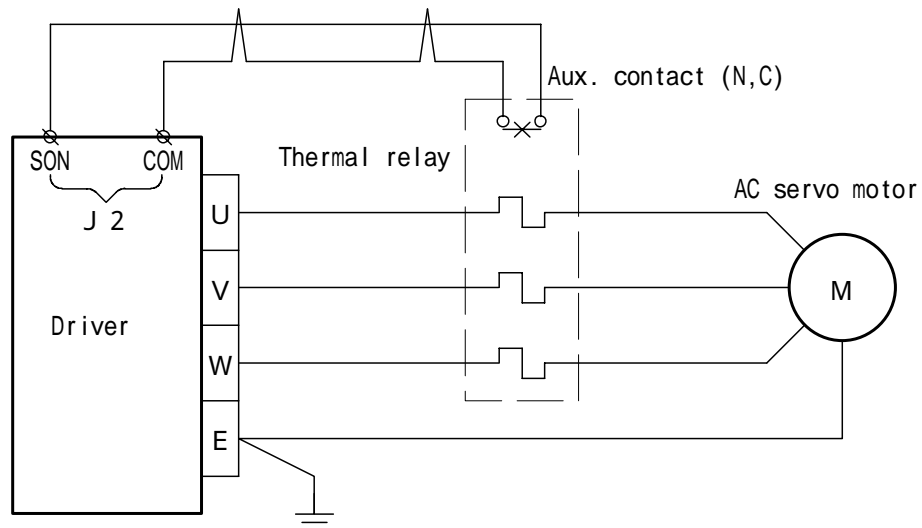 Aux. contact (N,C)
SON COM
Thermal relay
J 2
AC servo motor
U
V
M
Driver
W
E